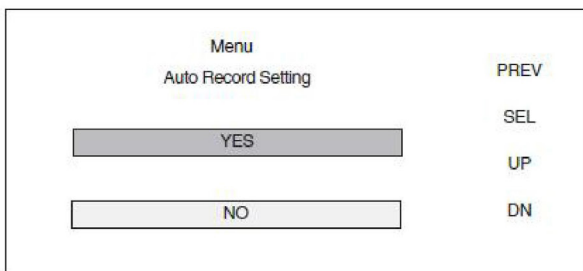 Menu
Auto Record Setting
YES
NO
PREV
SEL
UP
DN